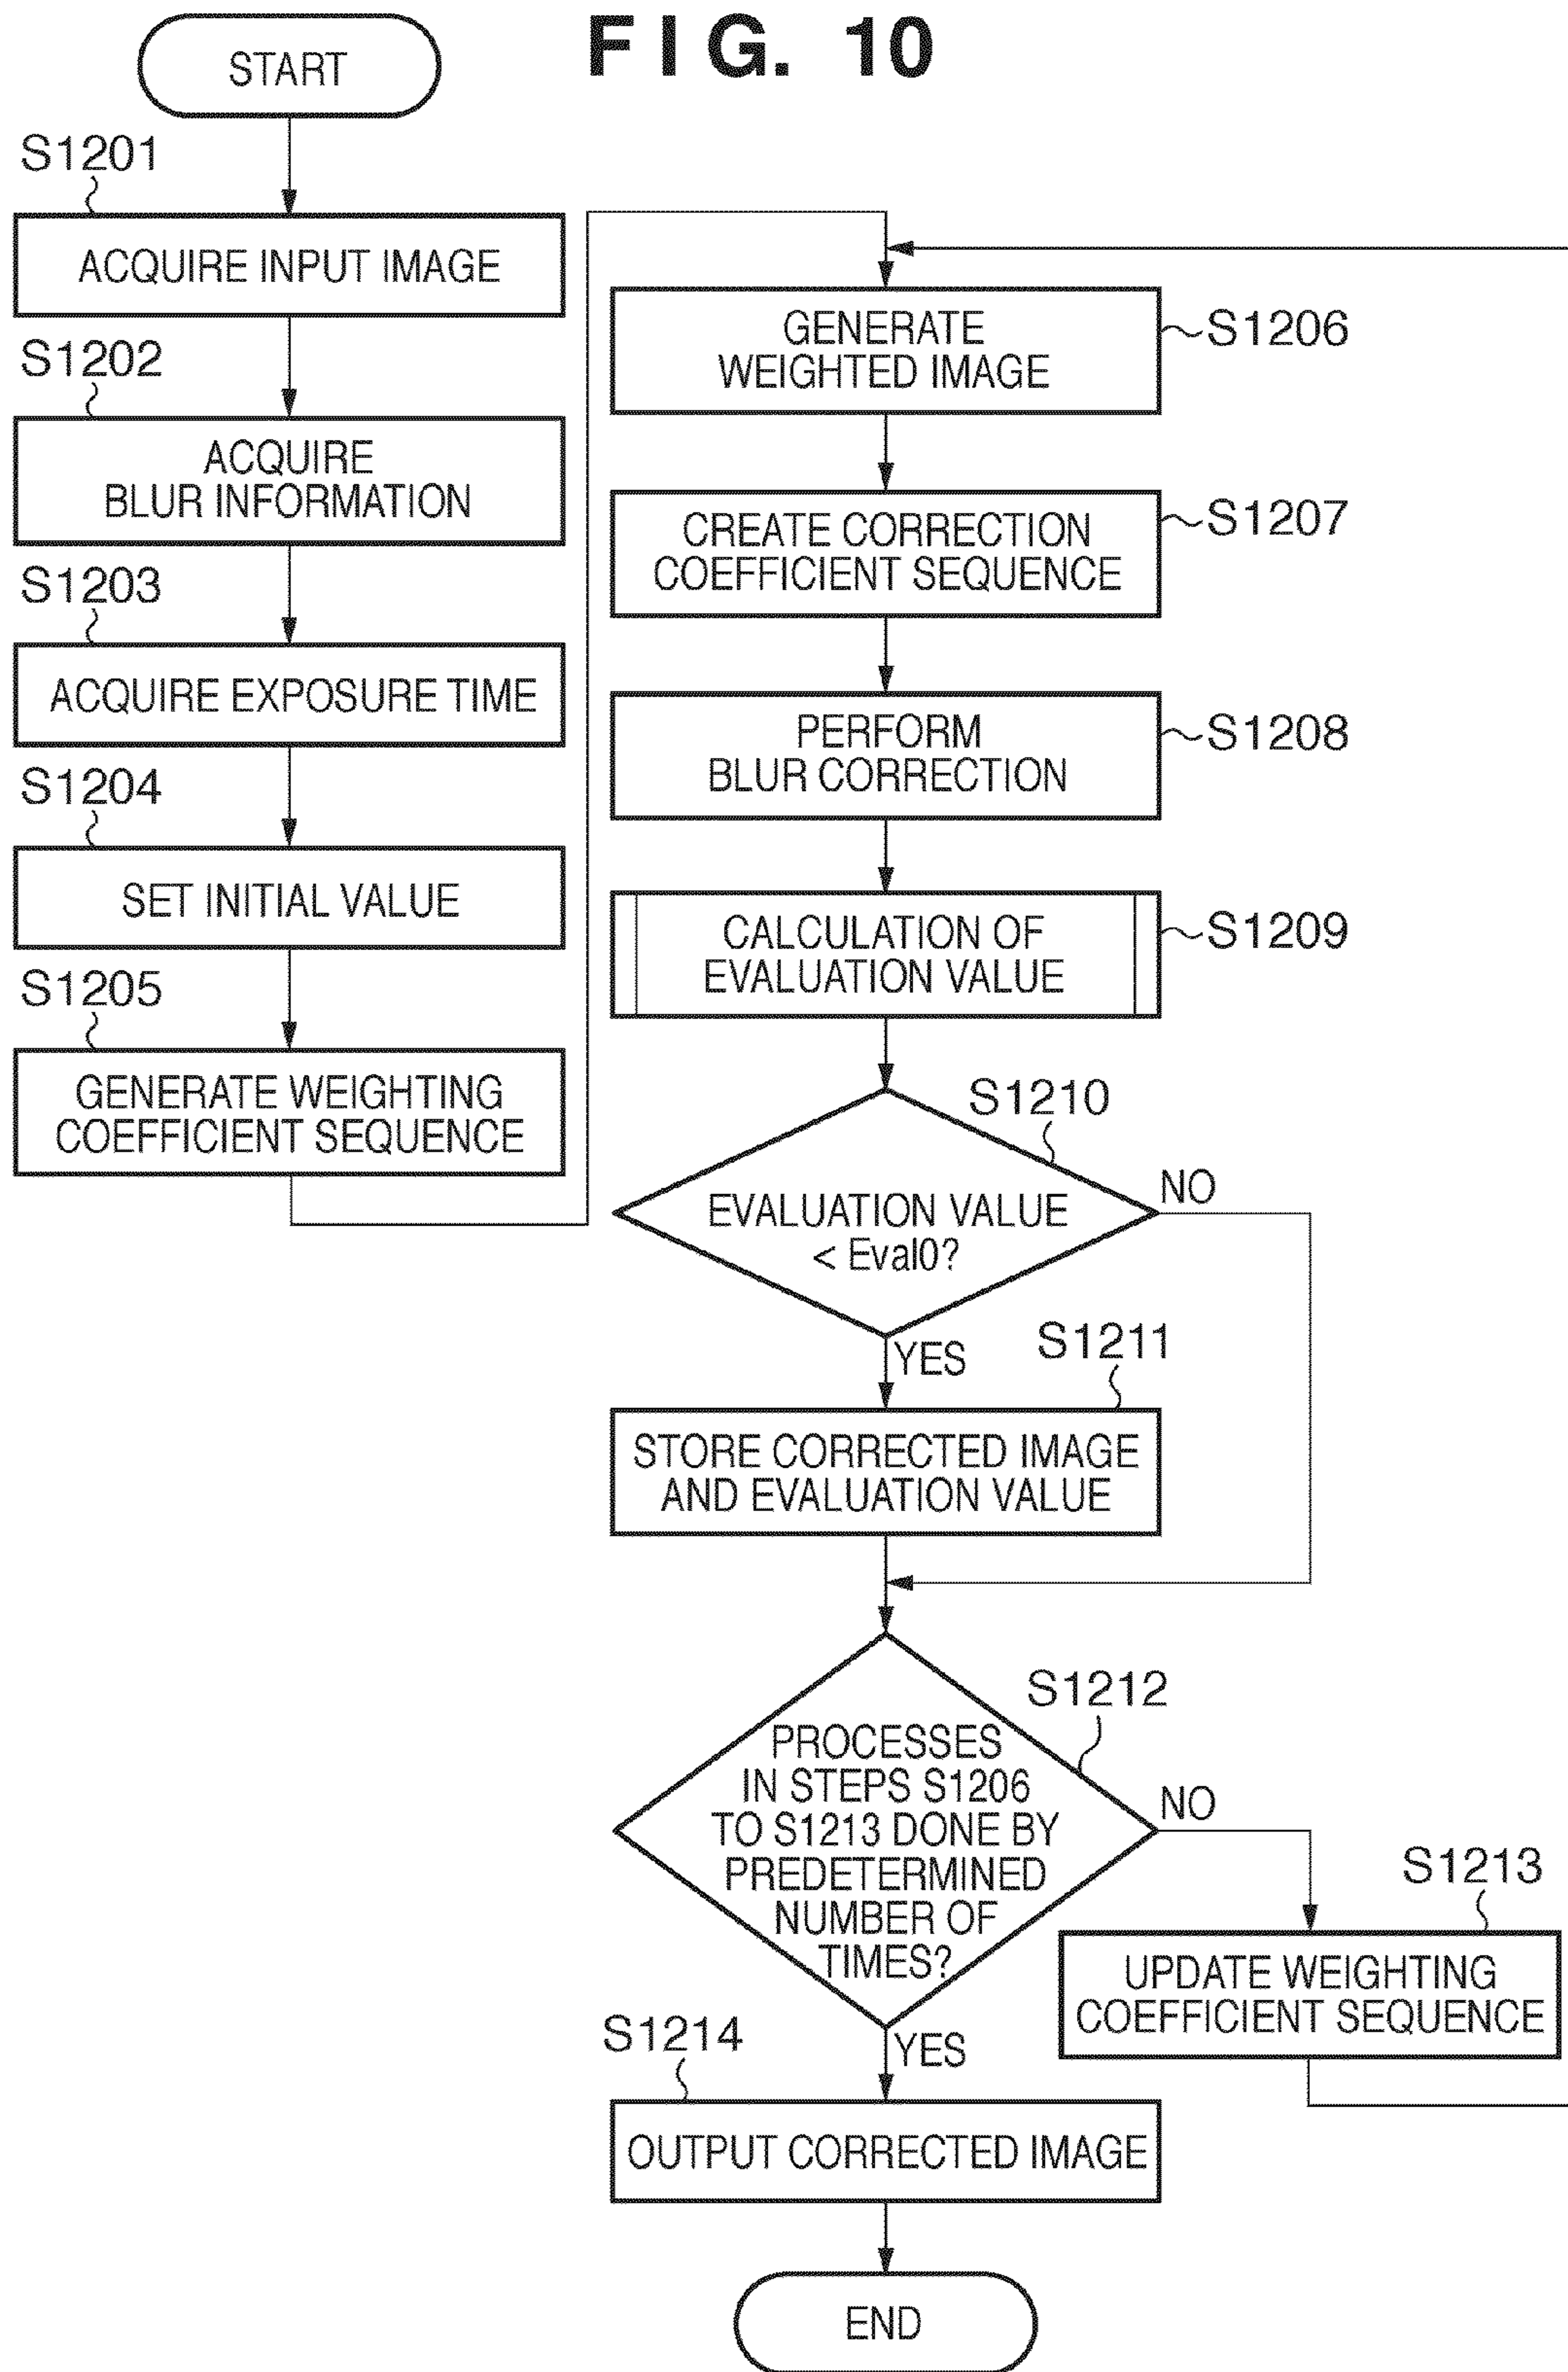 FIG. 10
START
S1201
ACQUIRE INPUT IMAGE
S1202
ACQUIRE
BLUR INFORMATION
S1203
ACQUIRE EXPOSURE TIME
S1204
SET INITIAL VALUE
S1205
GENERATE WEIGHTING
COEFFICIENT SEQUENCE
GENERATE
WEIGHTED IMAGE
S1206
CREATE CORRECTION
COEFFICIENT SEQUENCE
S1207
PERFORM
BLUR CORRECTION
S1208
CALCULATION OF
EVALUATION VALUE
S1209
S1210
EVALUATION VALUE
< Eval0?
NO
YES
S1211
STORE CORRECTED IMAGE
AND EVALUATION VALUE
S1212
PROCESSES
IN STEPS S1206
TO S1213 DONE BY
PREDETERMINED
NUMBER OF
TIMES?
NO
S1213
UPDATE WEIGHTING
COEFFICIENT SEQUENCE
YES
S1214
OUTPUT CORRECTED IMAGE
END